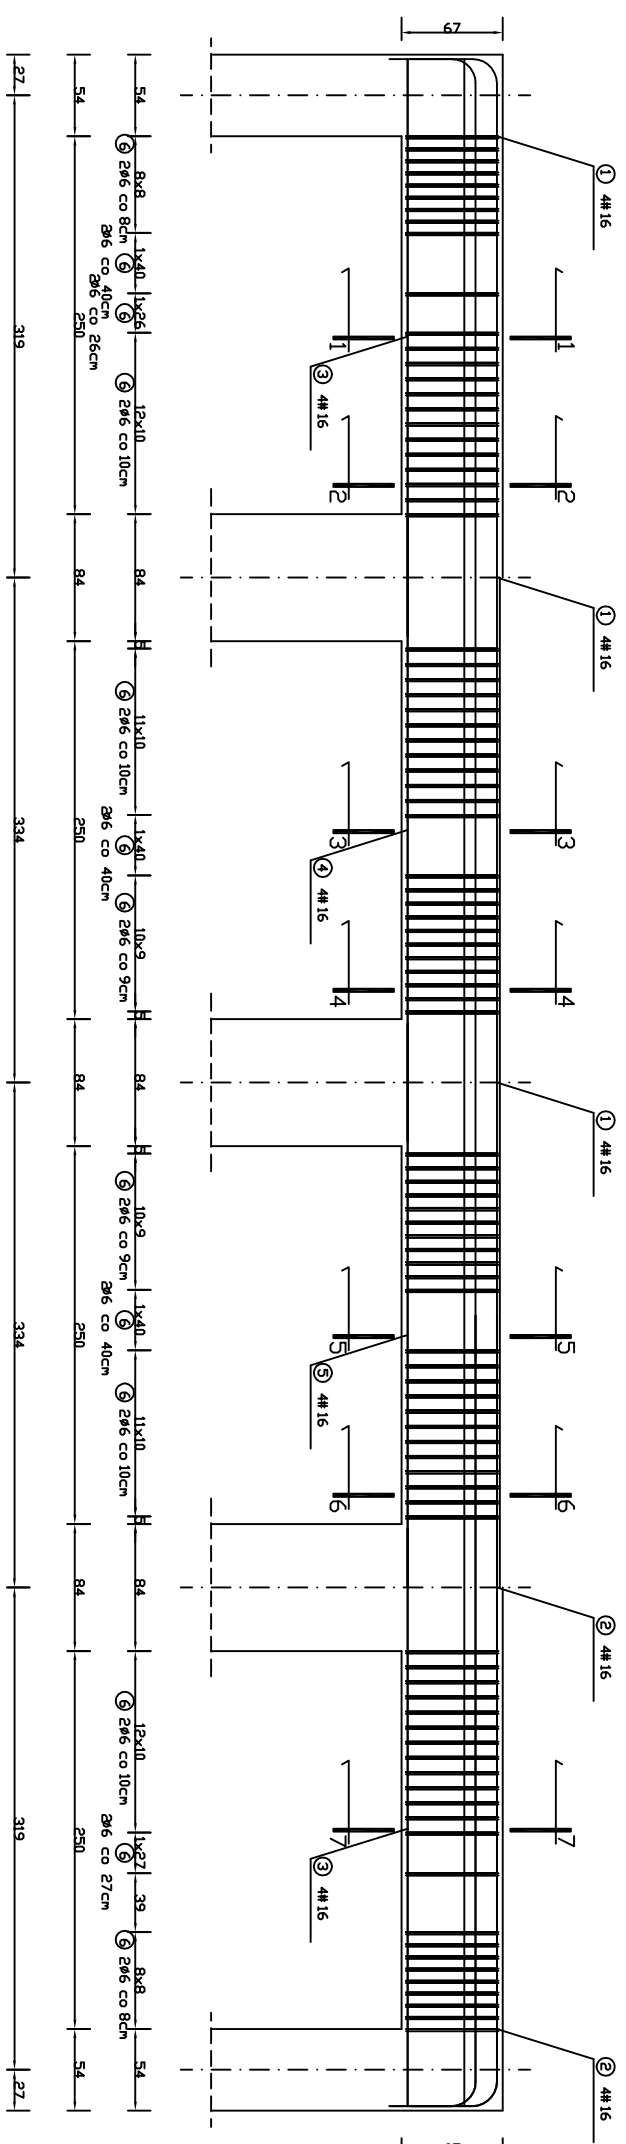 67
① 4#16
① 4#16
① 4#16
② 4#16
② 4#16
1
2
3
4
5
6
7
1
2
3
4
5
6
7
③ 4#16
④ 4#16
⑤ 4#16
③ 4#16
54
8x8
1x40
1x26
12x10
84
11x10
1x40
10x9
84
10x9
1x40
11x10
84
12x10
1x27
39
8x8
54
⑥ 2ø6 co 8cm
⑥
2ø6 co 40cm
⑥
2ø6 co 26cm
⑥ 2ø6 co 10cm
⑥ 2ø6 co 10cm
⑥
2ø6 co 40cm
⑥ 2ø6 co 9cm
⑥ 2ø6 co 9cm
⑥
2ø6 co 40cm
⑥ 2ø6 co 10cm
⑥ 2ø6 co 10cm
⑥
2ø6 co 27cm
⑥ 2ø6 co 8cm
54
250
84
250
84
250
84
250
54
27
319
334
334
319
27